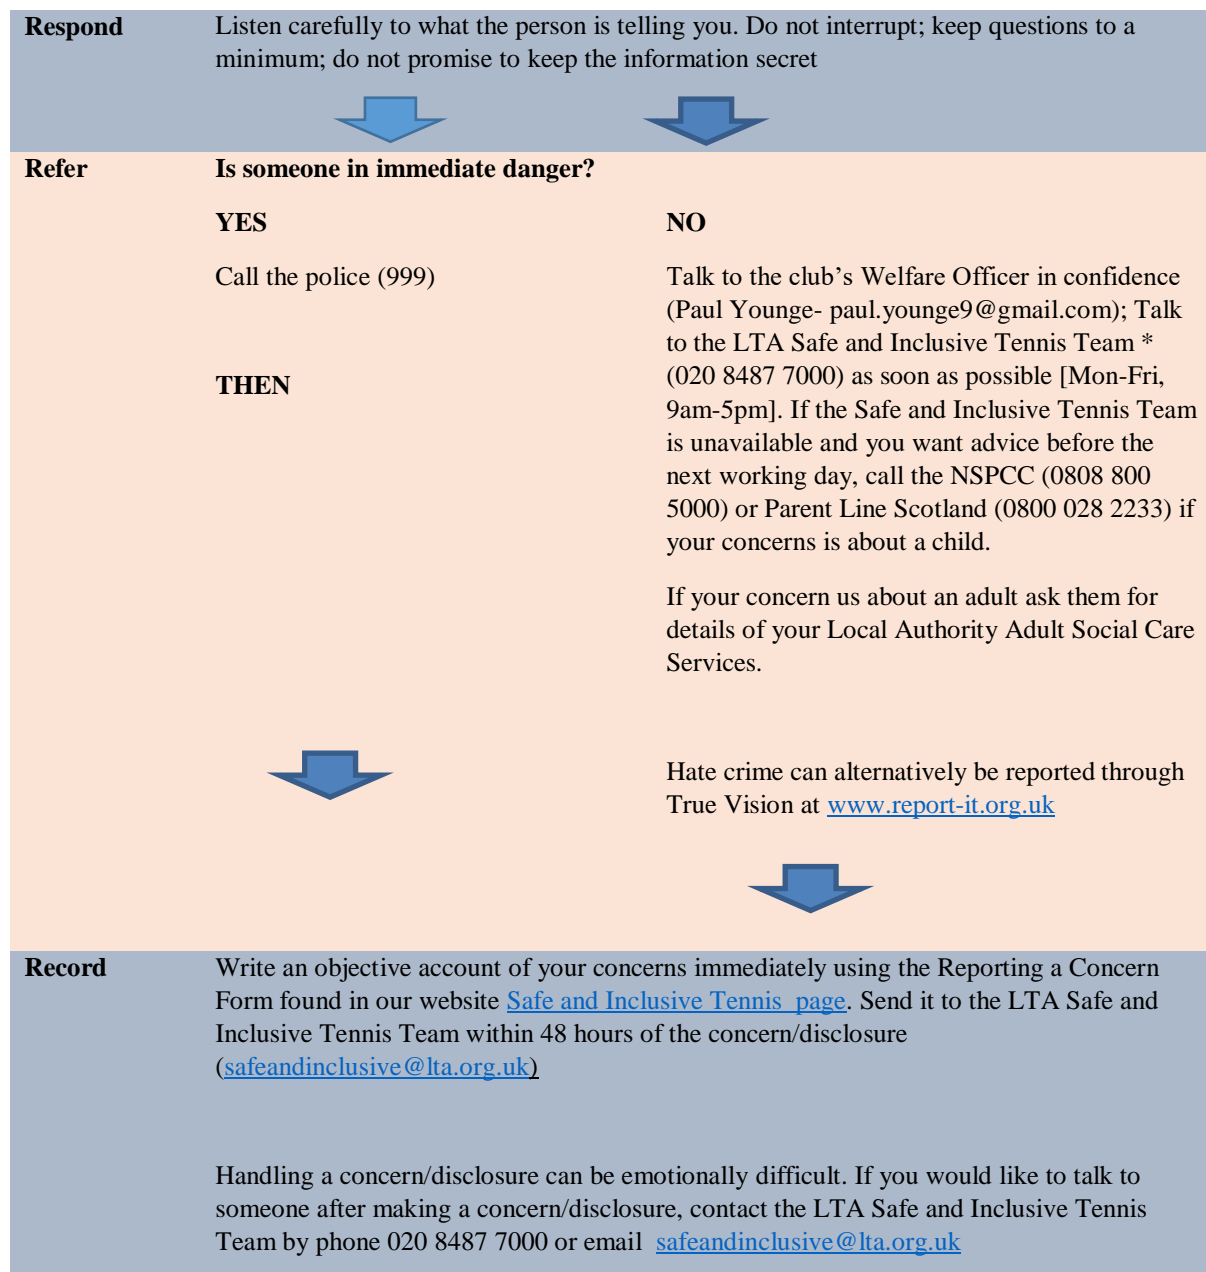 Respond
Listen carefully to what the person is telling you. Do not interrupt; keep questions to a
minimum; do not promise to keep the information secret
Refer
Is someone in immediate danger?
YES
Call the police (999)
THEN
NO
Talk to the club’s Welfare Officer in confidence
(Paul Younge- paul.younge9@gmail.com); Talk
to the LTA Safe and Inclusive Tennis Team *
(020 8487 7000) as soon as possible [Mon-Fri,
9am-5pm]. If the Safe and Inclusive Tennis Team
is unavailable and you want advice before the
next working day, call the NSPCC (0808 800
5000) or Parent Line Scotland (0800 028 2233) if
your concerns is about a child.
If your concern us about an adult ask them for
details of your Local Authority Adult Social Care
Services.
Hate crime can alternatively be reported through
True Vision at www.report-it.org.uk
Record
Write an objective account of your concerns immediately using the Reporting a Concern
Form found in our website Safe and Inclusive Tennis  page. Send it to the LTA Safe and
Inclusive Tennis Team within 48 hours of the concern/disclosure
(safeandinclusive@lta.org.uk)
Handling a concern/disclosure can be emotionally difficult. If you would like to talk to
someone after making a concern/disclosure, contact the LTA Safe and Inclusive Tennis
Team by phone 020 8487 7000 or email  safeandinclusive@lta.org.uk